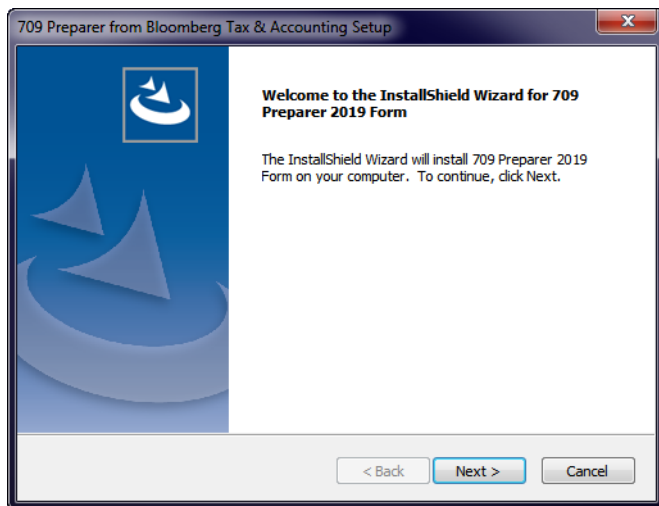 709 Preparer from Bloomberg Tax & Accounting Setup
Welcome to the InstallShield Wizard for 709
Preparer 2019 Form
The InstallShield Wizard will install 709 Preparer 2019
Form on your computer. To continue, click Next.
< Back Next > Cancel